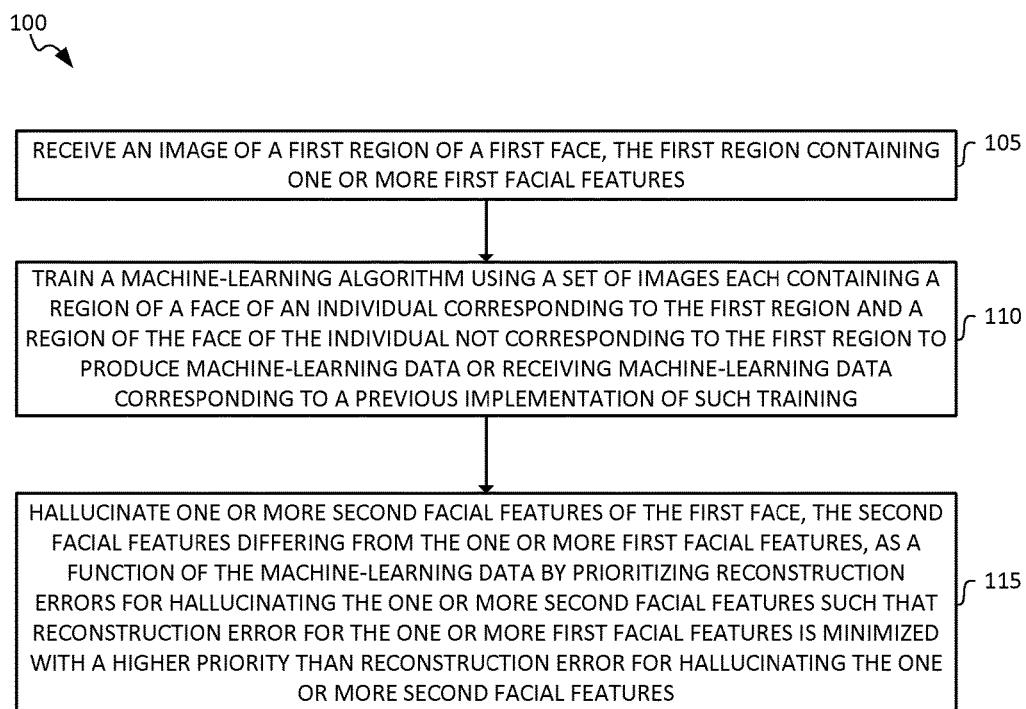 100
RECEIVE AN IMAGE OF A FIRST REGION OF A FIRST FACE, THE FIRST REGION CONTAINING
ONE OR MORE FIRST FACIAL FEATURES
105
TRAIN A MACHINE-LEARNING ALGORITHM USING A SET OF IMAGES EACH CONTAINING A
REGION OF A FACE OF AN INDIVIDUAL CORRESPONDING TO THE FIRST REGION AND A
REGION OF THE FACE OF THE INDIVIDUAL NOT CORRESPONDING TO THE FIRST REGION TO
PRODUCE MACHINE-LEARNING DATA OR RECEIVING MACHINE-LEARNING DATA
CORRESPONDING TO A PREVIOUS IMPLEMENTATION OF SUCH TRAINING
110
HALLUCINATE ONE OR MORE SECOND FACIAL FEATURES OF THE FIRST FACE, THE SECOND
FACIAL FEATURES DIFFERING FROM THE ONE OR MORE FIRST FACIAL FEATURES, AS A
FUNCTION OF THE MACHINE-LEARNING DATA BY PRIORITIZING RECONSTRUCTION
ERRORS FOR HALLUCINATING THE ONE OR MORE SECOND FACIAL FEATURES SUCH THAT
RECONSTRUCTION ERROR FOR THE ONE OR MORE FIRST FACIAL FEATURES IS MINIMIZED
WITH A HIGHER PRIORITY THAN RECONSTRUCTION ERROR FOR HALLUCINATING THE ONE
OR MORE SECOND FACIAL FEATURES
115